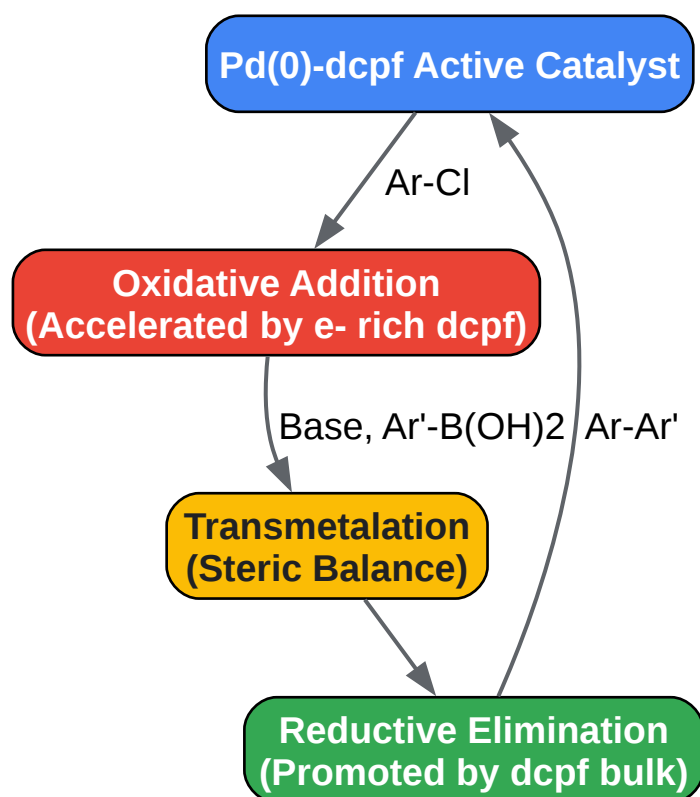 Pd(0)-dcpf Active Catalyst
Ar-Cl
Oxidative Addition
(Accelerated by e- rich dcpf)
Base, Ar'-B(OH)2
Ar-Ar'
Transmetalation
(Steric Balance)
Reductive Elimination
(Promoted by dcpf bulk)